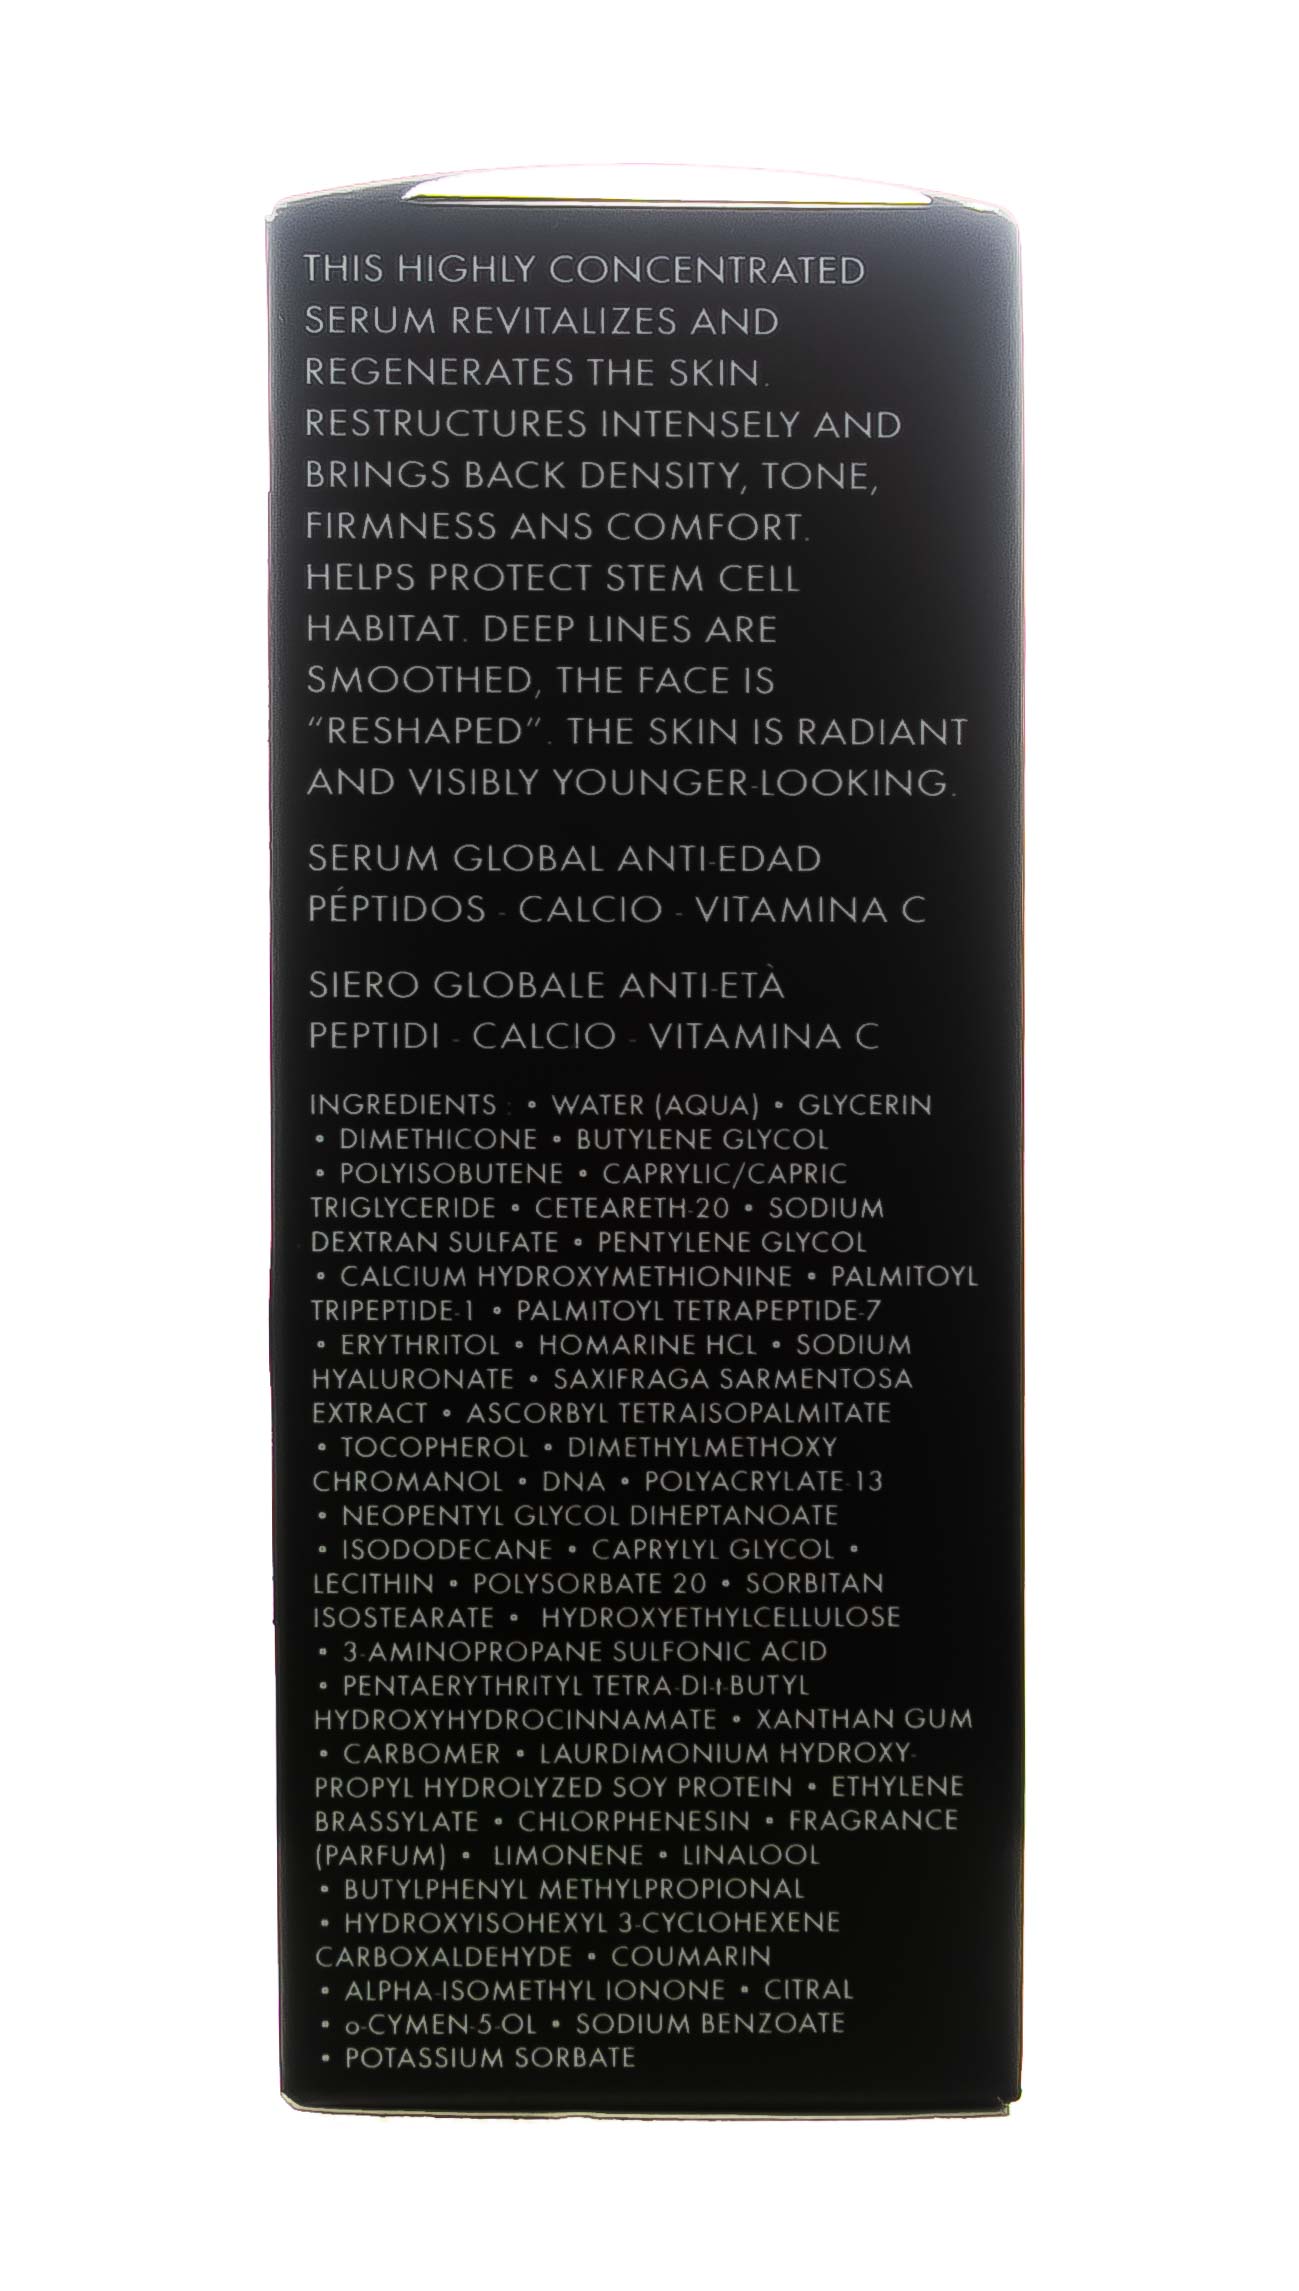 THIS HIGHLY CONCENTRATED
SERUM REVITALIZES AND
REGENERATES THE SKIN.
RESTRUCTURES INTENSELY AND
BRINGS BACK DENSITY, TONE,
FIRMNESS ANS COMFORT.
HELPS PROTECT STEM CELL
HABITAT. DEEP LINES ARE
SMOOTHED, THE FACE IS
“RESHAPED”. THE SKIN IS RADIANT
AND VISIBLY YOUNGER-LOOKING.
SERUM GLOBAL ANTI-EDAD
PÉPTIDOS - CALCIO - VITAMINA C
SIERO GLOBALE ANTI-ETÀ
PEPTIDI - CALCIO - VITAMINA C
INGREDIENTS : • WATER (AQUA) • GLYCERIN
• DIMETHICONE • BUTYLENE GLYCOL
• POLYISOBUTENE • CAPRYLIC/CAPRIC
TRIGLYCERIDE • CETEARETH-20 • SODIUM
DEXTRAN SULFATE • PENTYLENE GLYCOL
• CALCIUM HYDROXYMETHIONINE • PALMITOYL
TRIPEPTIDE-1 • PALMITOYL TETRAPEPTIDE-7
• ERYTHRITOL • HOMARINE HCL • SODIUM
HYALURONATE • SAXIFRAGA SARMENTOSA
EXTRACT • ASCORBYL TETRAISOPALMITATE
• TOCOPHEROL • DIMETHYLMETHOXY
CHROMANOL • DNA • POLYACRYLATE-13
• NEOPENTYL GLYCOL DIHEPTANOATE
• ISODODECANE • CAPRYLYL GLYCOL •
LECITHIN • POLYSORBATE 20 • SORBITAN
ISOSTEARATE • HYDROXYETHYLCELLULOSE
• 3-AMINOPROPANE SULFONIC ACID
• PENTAERYTHRITYL TETRA-DI-t-BUTYL
HYDROXYHYDROCINNAMATE • XANTHAN GUM
• CARBOMER • LAURDIMONIUM HYDROXY-
PROPYL HYDROLYZED SOY PROTEIN • ETHYLENE
BRASSYLATE • CHLORPHENESIN • FRAGRANCE
(PARFUM) • LIMONENE • LINALOOL
• BUTYLPHENYL METHYLPROPIONAL
• HYDROXYISOHEXYL 3-CYCLOHEXENE
CARBOXALDEHYDE • COUMARIN
• ALPHA-ISOMETHYL IONONE • CITRAL
• o-CYMEN-5-OL • SODIUM BENZOATE
• POTASSIUM SORBATE